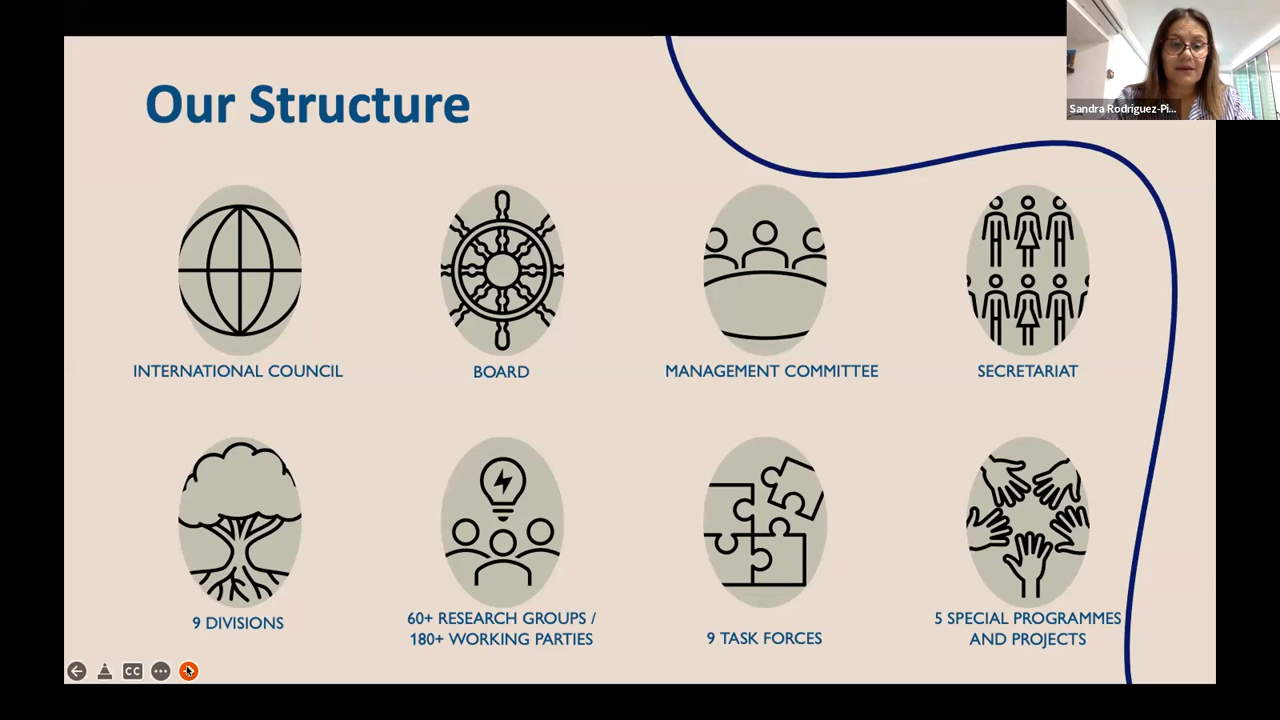 Our Structure
Sandra Rodriguez-Pi...
INTERNATIONAL COUNCIL
BOARD
MANAGEMENT COMMITTEE
SECRETARIAT
9 DIVISIONS
60+ RESEARCH GROUPS /
180+ WORKING PARTIES
9 TASK FORCES
5 SPECIAL PROGRAMMES
AND PROJECTS
CC